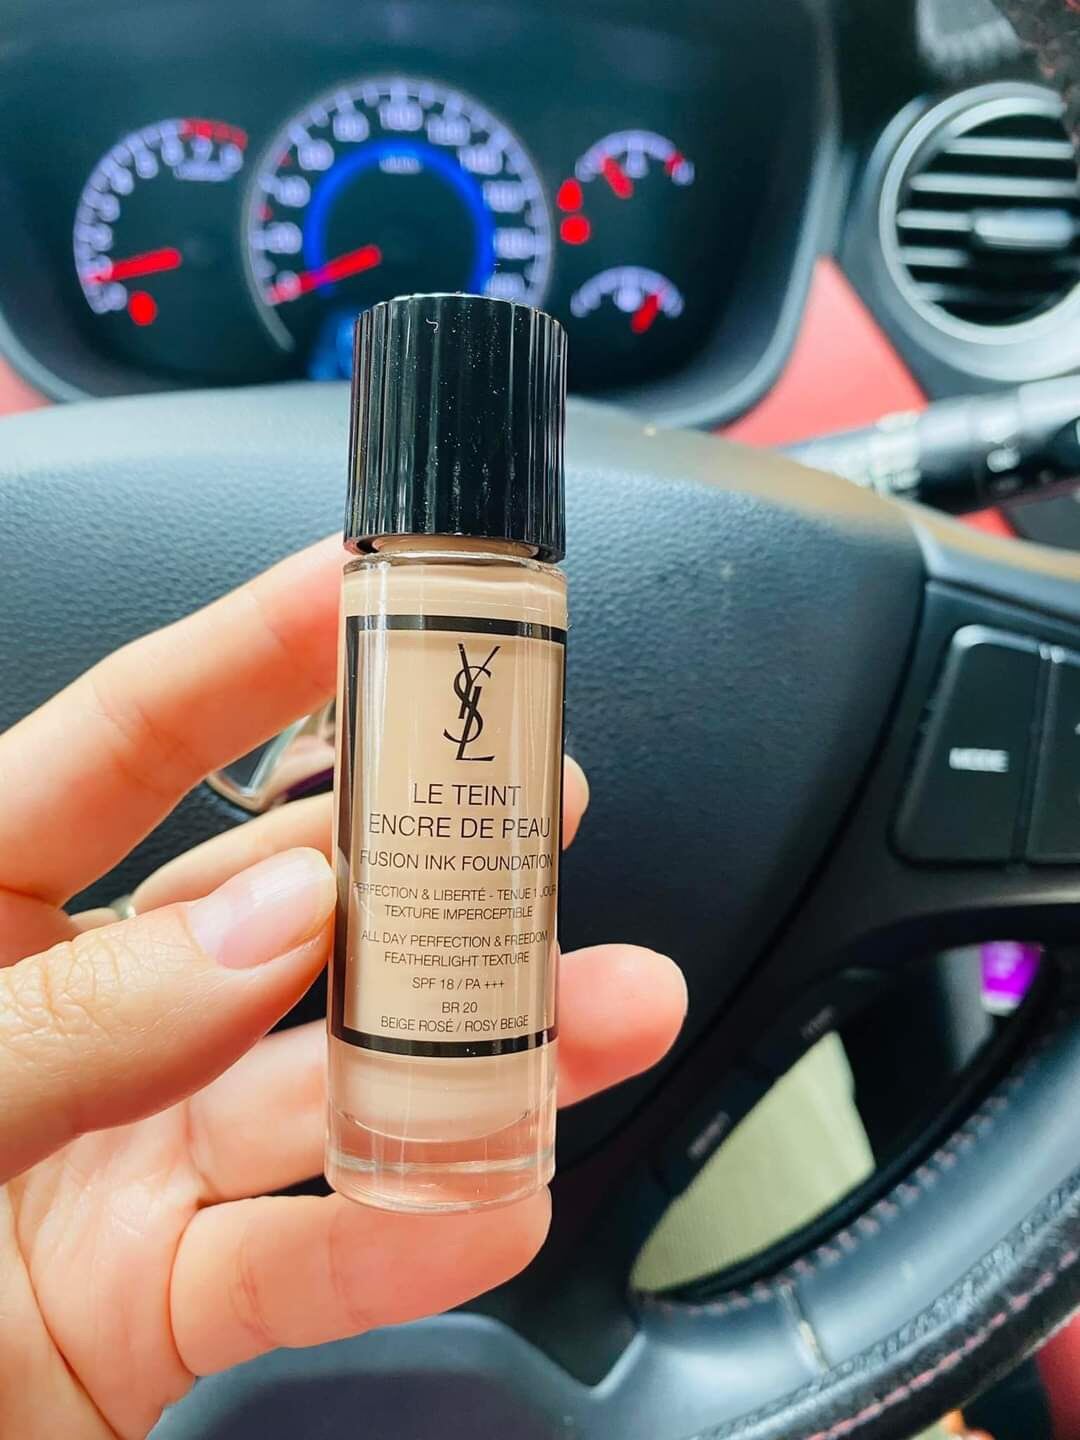 YSL
LE TEINT
ENCRE DE PEAU
FUSION INK FOUNDATION
PERFECTION & LIBERTÉ - TENUE 1 JOUR
TEXTURE IMPERCEPTIBLE
ALL DAY PERFECTION & FREEDOM
FEATHERLIGHT TEXTURE
SPF 18 / PA +++
BR 20
BEIGE ROSÉ / ROSY BEIGE
MODE